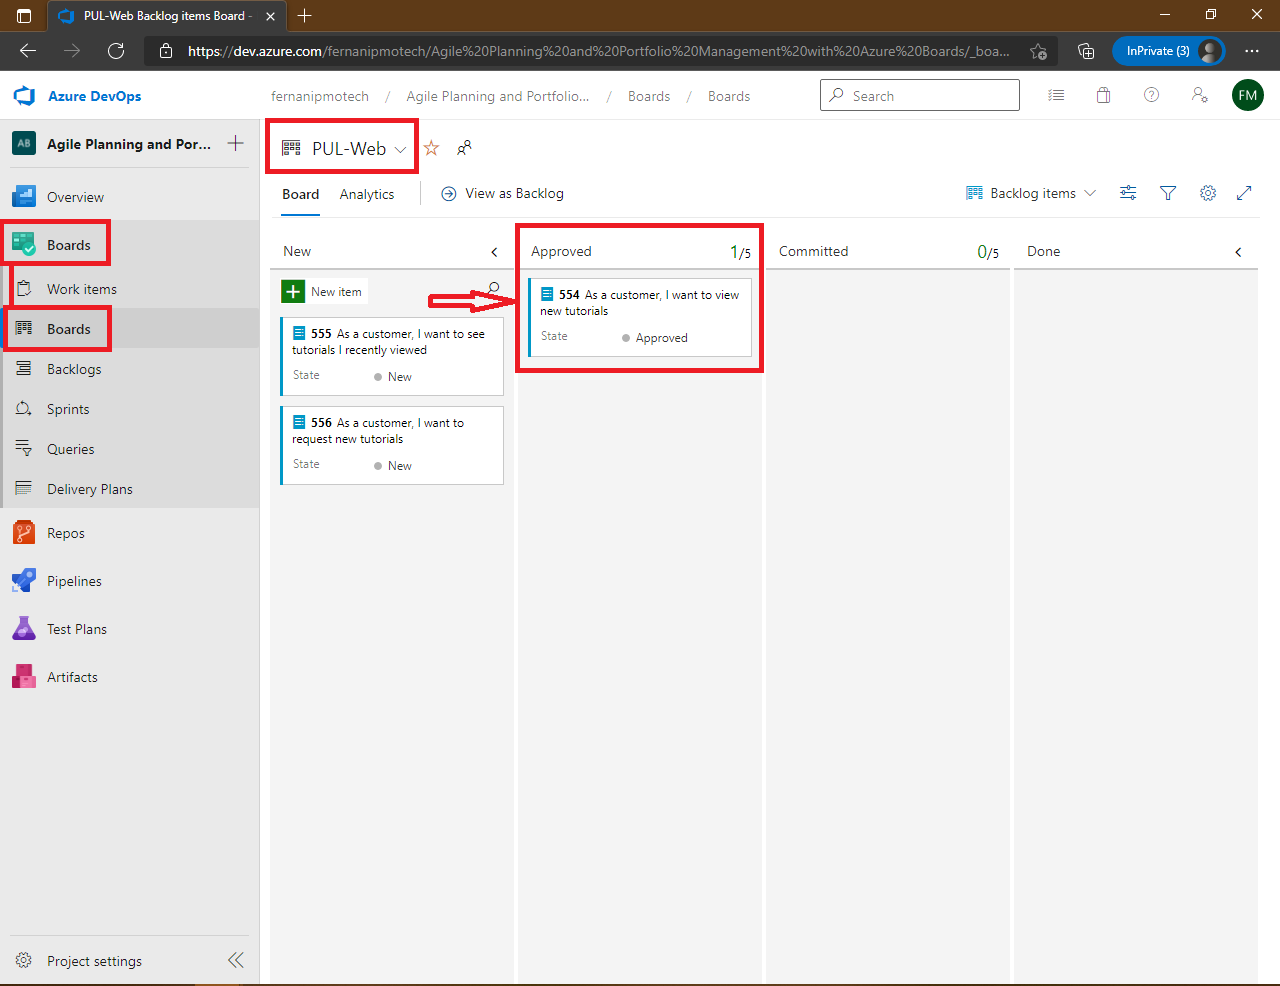 PUL-Web Backlog items Board -
https://dev.azure.com/fernanipmotech/Agile%20Planning%20and%20Portfolio%20Management%20with%20Azure%20Boards/_boa...
InPrivate (3)
Azure DevOps
fernanipmotech / Agile Planning and Portfolio... / Boards / Boards
Search
FM
AB
Agile Planning and Por...
PUL-Web
Overview
Board
Analytics
View as Backlog
Backlog items
Boards
New
Approved
1/5
Committed
0/5
Done
Work items
New item
554 As a customer, I want to view
new tutorials
State
Approved
Boards
555 As a customer, I want to see
tutorials I recently viewed
State
New
Backlogs
Sprints
556 As a customer, I want to
request new tutorials
State
New
Queries
Delivery Plans
Repos
Pipelines
Test Plans
Artifacts
Project settings